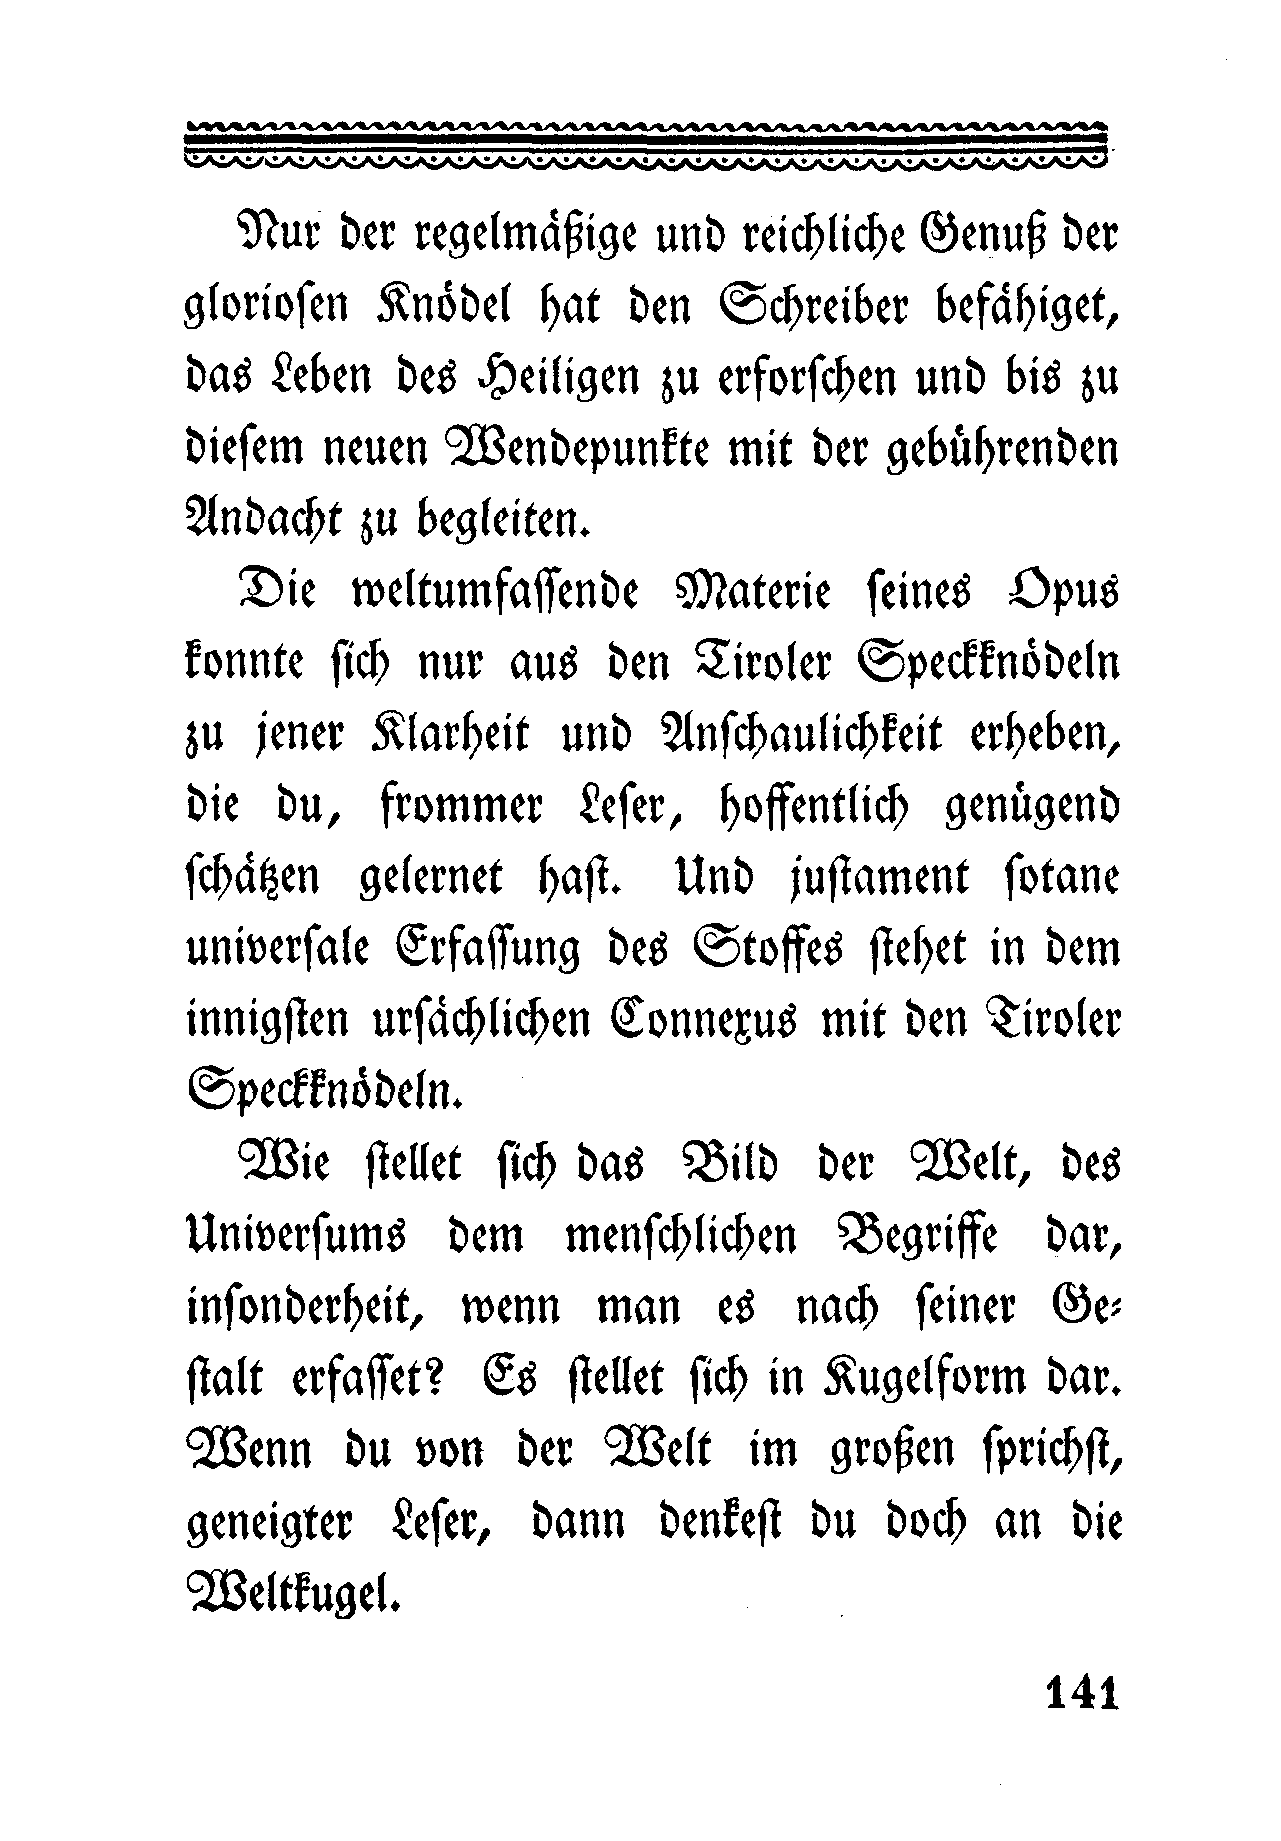 Nur der regelmäßige und reichliche Genuß der
glorioſen Knödel hat den Schreiber befähiget,
das Leben des Heiligen zu erforſchen und bis zu
dieſem neuen Wendepunkte mit der gebührenden
Andacht zu begleiten.
Die weltumfaſſende Materie ſeines Opus
konnte ſich nur aus den Tiroler Speckknödeln
zu jener Klarheit und Anſchaulichkeit erheben,
die du, frommer Leſer, hoffentlich genügend
ſchätzen gelernet haſt. Und juſtament ſotane
univerſale Erfaſſung des Stoffes ſtehet in dem
innigſten urſächlichen Connexus mit den Tiroler
Speckknödeln.
Wie ſtellet ſich das Bild der Welt, des
Univerſums dem menſchlichen Begriffe dar,
inſonderheit, wenn man es nach ſeiner Ge⸗
ſtalt erfaſſet? Es ſtellet ſich in Kugelform dar.
Wenn du von der Welt im großen ſprichſt,
geneigter Leſer, dann denkeſt du doch an die
Weltkugel.
141